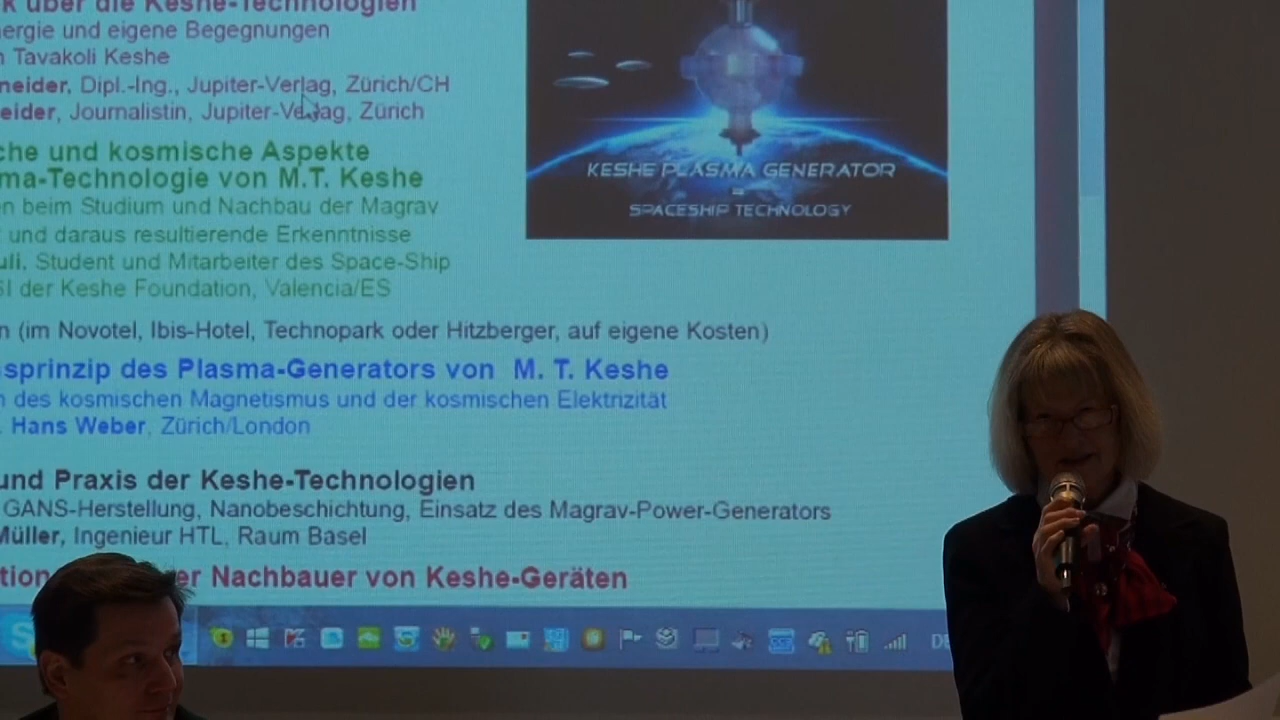 k über die Keshe-Technologien
nergie und eigene Begegnungen
n Tavakoli Keshe
neider, Dipl.-Ing., Jupiter-Verlag, Zürich/CH
eider, Journalistin, Jupiter-Verlag, Zürich
che und kosmische Aspekte
ma-Technologie von M.T. Keshe
en beim Studium und Nachbau der Magrav
t und daraus resultierende Erkenntnisse
uli, Student und Mitarbeiter des Space-Ship
SI der Keshe Foundation, Valencia/ES
KESHE PLASMA GENERATOR
=
SPACESHIP TECHNOLOGY
n (im Novotel, Ibis-Hotel, Technopark oder Hitzberger, auf eigene Kosten)
sprinzip des Plasma-Generators von M. T. Keshe
n des kosmischen Magnetismus und der kosmischen Elektrizität
. Hans Weber, Zürich/London
und Praxis der Keshe-Technologien
GANS-Herstellung, Nanobeschichtung, Einsatz des Magrav-Power-Generators
Müller, Ingenieur HTL, Raum Basel
tion er Nachbauer von Keshe-Geräten
DE